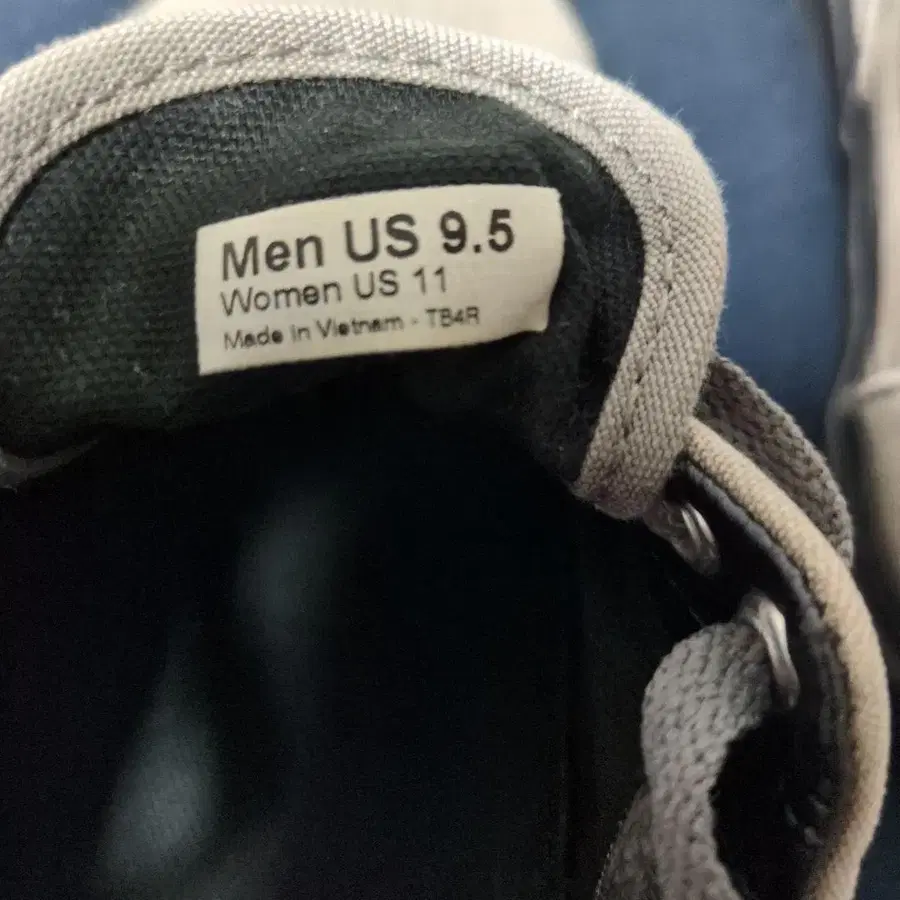 Men US 9.5
Women US 11
Made in Vietnam - TB4R